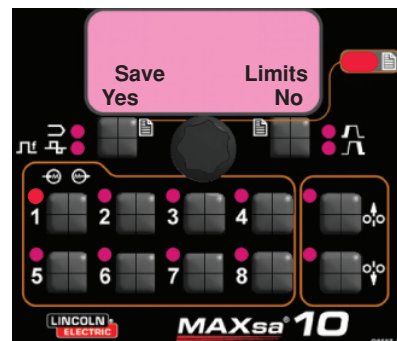 Save Limits
Yes No
1 2 3 4
5 6 7 8
LINCOLN
ELECTRIC
MAXsa 10